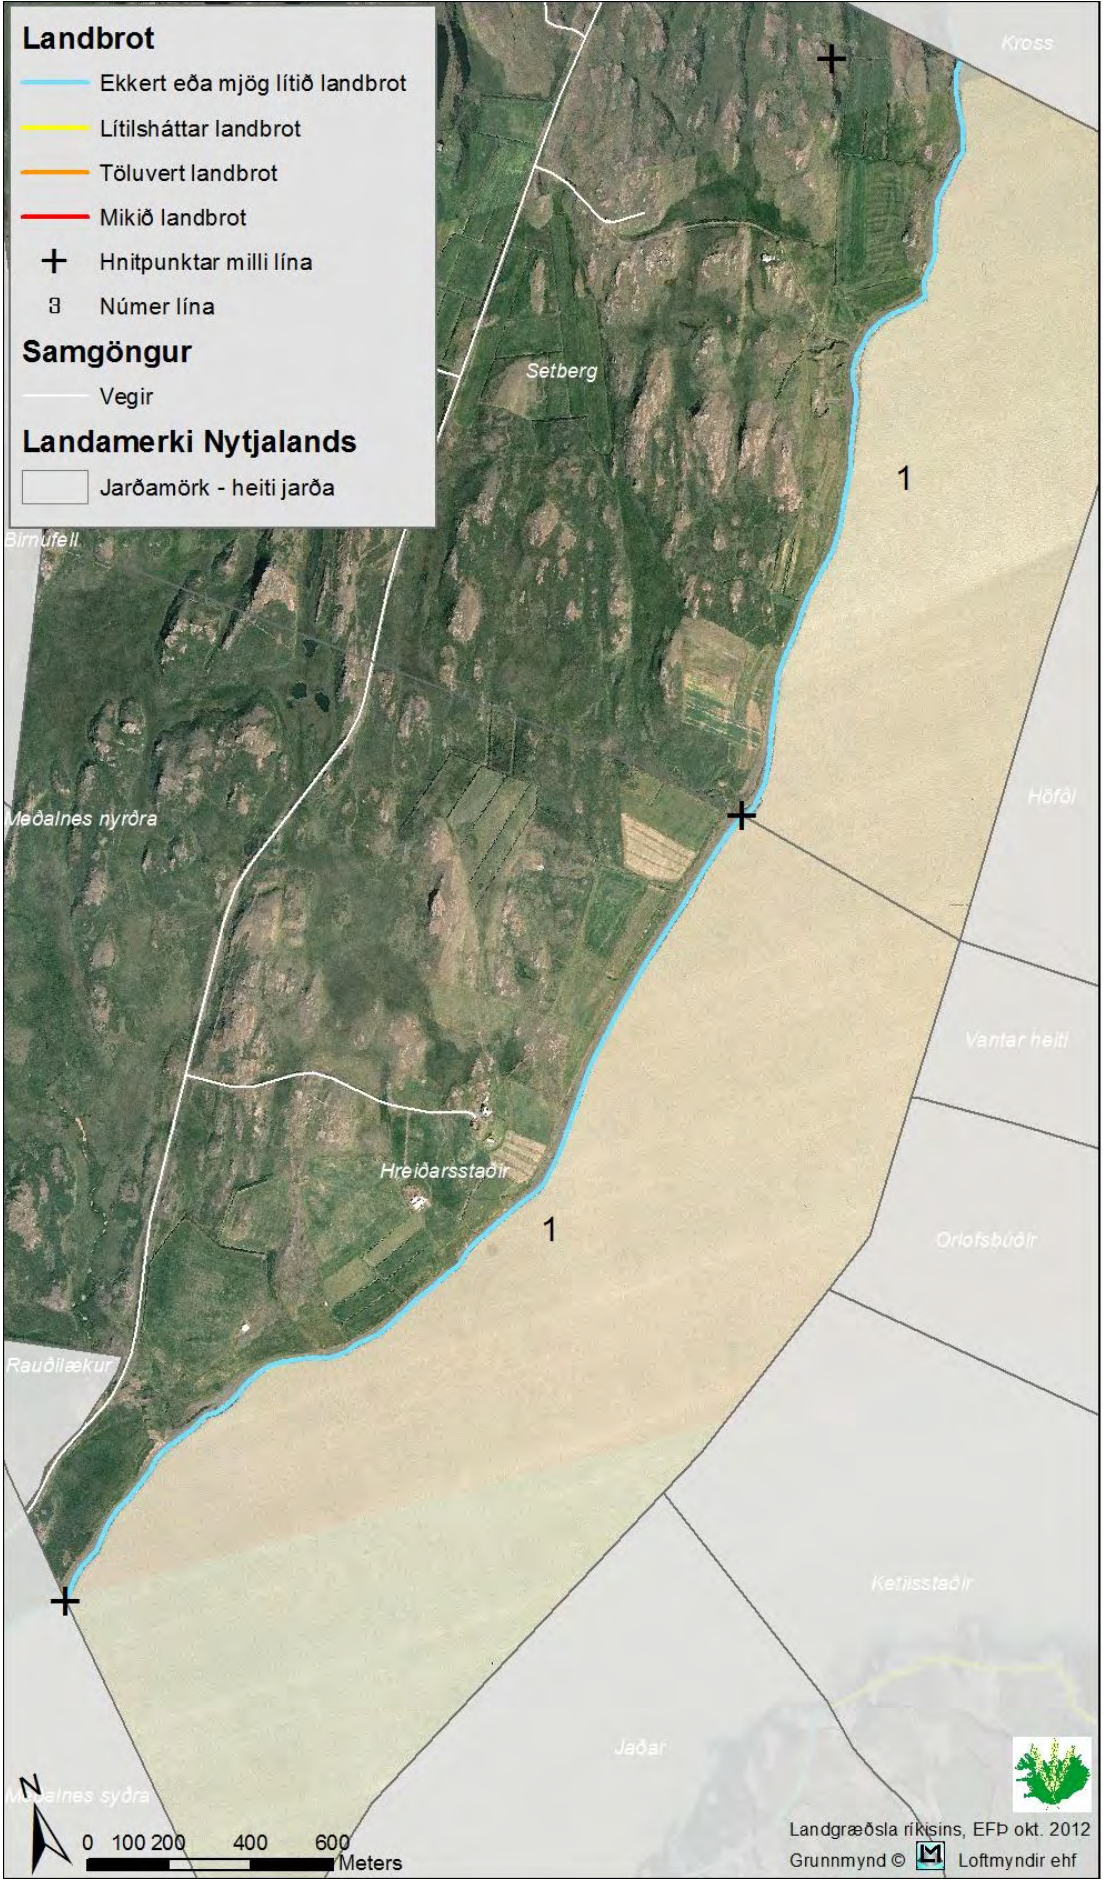 Landbrot
Ekkert eða mjög lítið landbrot
Lítilsháttar landbrot
Töluvert landbrot
Mikið landbrot
Hnitpunktar milli lína
3 Númer lína
Samgöngur
Vegir
Landamerki Nytjalands
Jarðamörk - heiti jarða
Kross
Setberg
1
Birnufell
Meðalnes nyrðra
Höfði
Vantar heiti
Hreiðarsstaðir
1
Orlofsbúðir
Rauðilækur
Ketilsstaðir
Jaðar
N
Meðalnes syðra
0 100 200 400 600
Meters
Landgræðsla ríkisins, EFÞ okt. 2012
Grunnmynd © LM Loftmyndir ehf